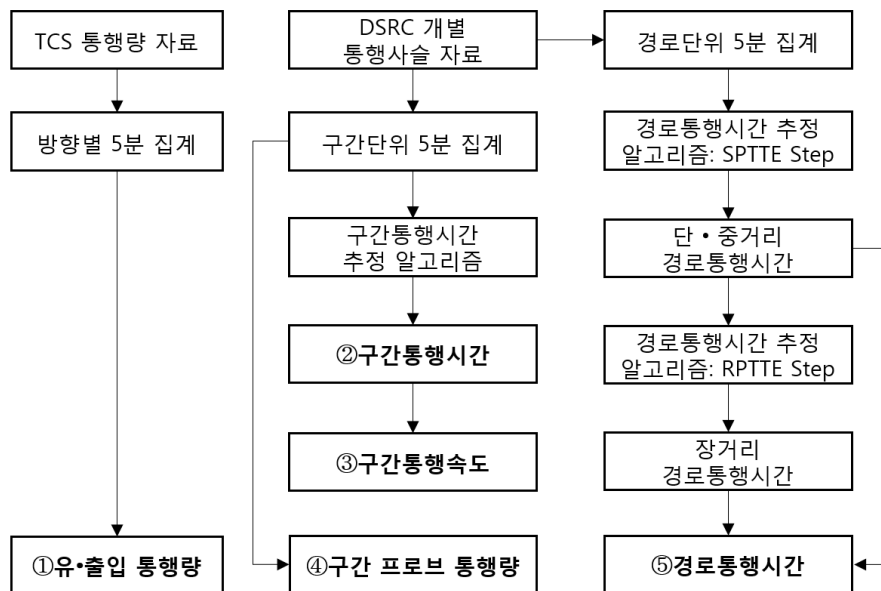 TCS 통행량 자료
방향별 5분 집계
①유•출입 통행량
DSRC 개별
통행사슬 자료
구간단위 5분 집계
구간통행시간
추정 알고리즘
②구간통행시간
③구간통행속도
④구간 프로브 통행량
경로단위 5분 집계
경로통행시간 추정
알고리즘: SPTTE Step
단 • 중거리
경로통행시간
경로통행시간 추정
알고리즘: RPTTE Step
장거리
경로통행시간
⑤경로통행시간